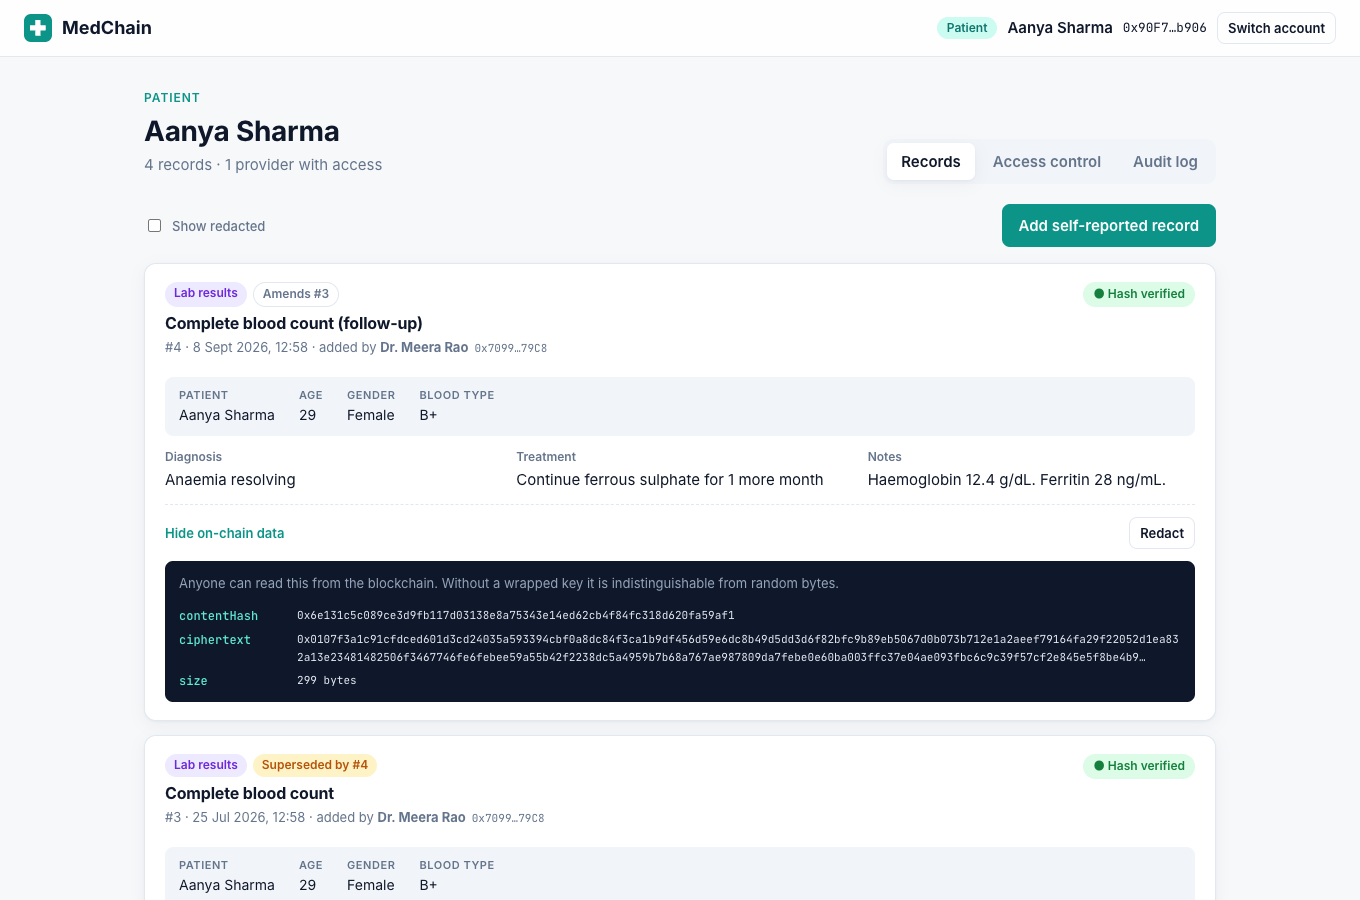 MedChain
Patient Aanya Sharma 0x90F7…b906 Switch account
PATIENT
Aanya Sharma
4 records · 1 provider with access
Records Access control Audit log
Show redacted
Add self-reported record
Lab results Amends #3 Hash verified
Complete blood count (follow-up)
#4 · 8 Sept 2026, 12:58 · added by Dr. Meera Rao 0x7099…79C8
PATIENT AGE GENDER BLOOD TYPE
Aanya Sharma 29 Female B+
Diagnosis Treatment Notes
Anaemia resolving Continue ferrous sulphate for 1 more month Haemoglobin 12.4 g/dL. Ferritin 28 ng/mL.
Hide on-chain data Redact
Anyone can read this from the blockchain. Without a wrapped key it is indistinguishable from random bytes.
contentHash 0x6e131c5c089ce3d9fb117d03138e8a75343e14ed62cb4f84fc318d620fa59af1
ciphertext 0x0107f3a1c91cfdced601d3cd24035a593394cbf0a8dc84f3ca1b9df456d59e6dc8b49d5dd3d6f82bfc9b89eb5067d0b073b712e1a2aeef79164fa29f22052d1ea83
2a13e23481482506f3467746fe6febee59a55b42f2238dc5a4959b7b68a767ae987809da7febe0e60ba003ffc37e04ae093fbc6c9c39f57cf2e845e5f8be4b9…
size 299 bytes
Lab results Superseded by #4 Hash verified
Complete blood count
#3 · 25 Jul 2026, 12:58 · added by Dr. Meera Rao 0x7099…79C8
PATIENT AGE GENDER BLOOD TYPE
Aanya Sharma 29 Female B+